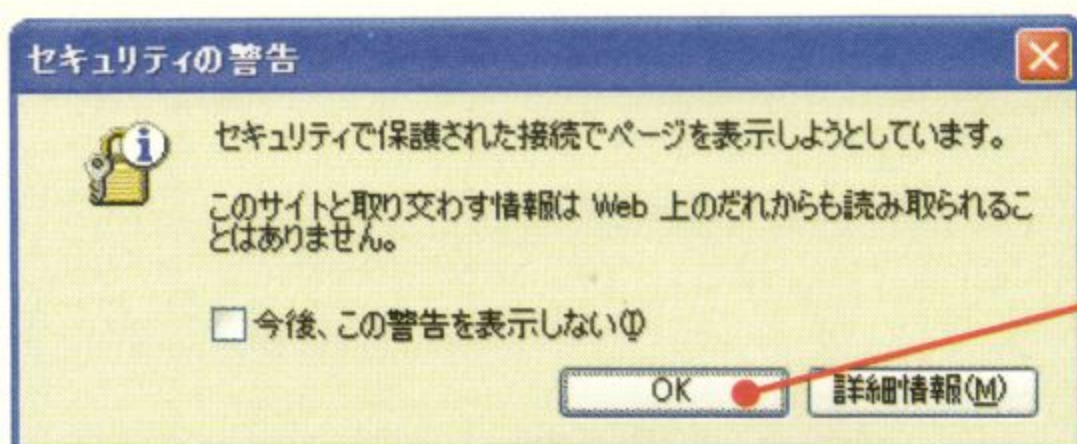 セキュリティの警告
セキュリティで保護された接続でページを表示しようとしています。
このサイトと取り交わす情報は Web 上のだれからも読み取られるこ
とはありません。
今後、この警告を表示しない(I)
OK 詳細情報(M)